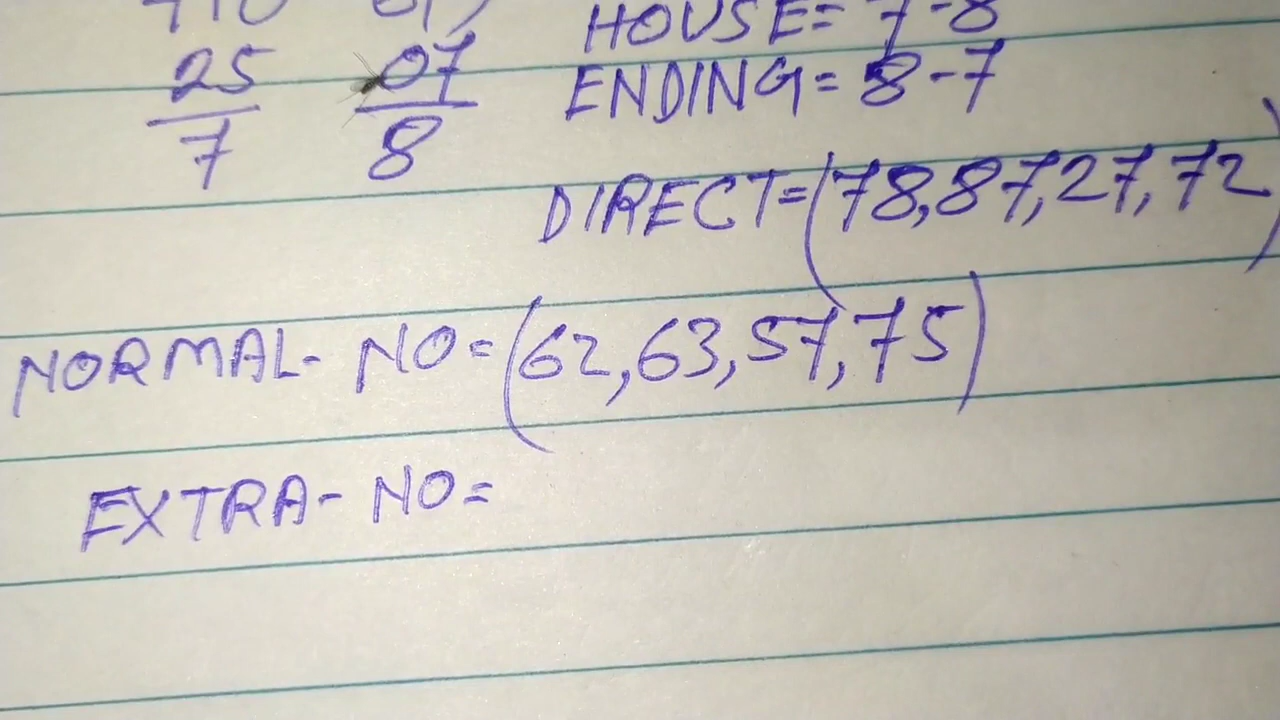 HOUSE= 7-8
25 07
ENDING= 8-7
7 8
DIRECT=(78,87,27,72)
NORMAL- NO=(62,63,57,75)
EXTRA- NO=